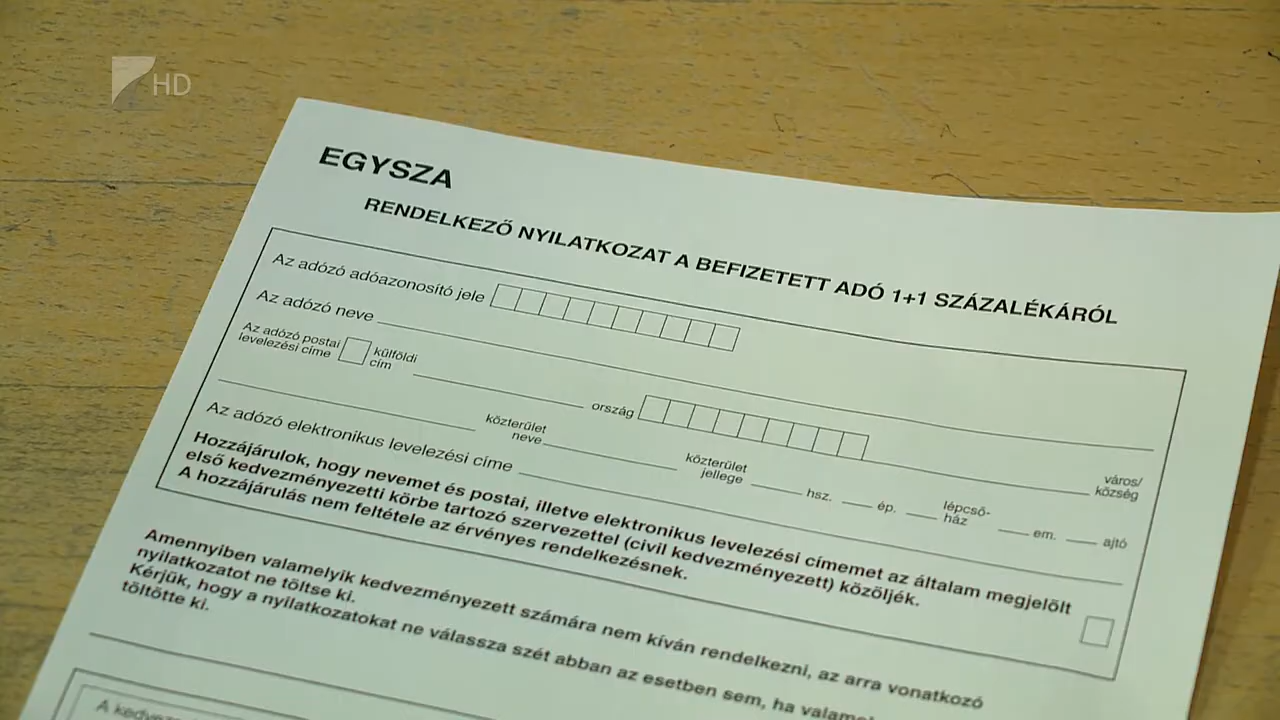 HD
EGYSZA
RENDELKEZŐ NYILATKOZAT A BEFIZETETT ADÓ 1+1 SZÁZALÉKÁRÓL
Az adózó adóazonosító jele
Az adózó neve
Az adózó postai
levelezési címe
külföldi
cím
ország
város/
község
közterület
neve
közterület
jellege
hsz.
ép.
lépcső-
ház
em.
ajtó
Az adózó elektronikus levelezési címe
Hozzájárulok, hogy nevemet és postai, illetve elektronikus levelezési címemet az általam megjelölt
első kedvezményezetti körbe tartozó szervezettel (civil kedvezményezett) közöljék.
A hozzájárulás nem feltétele az érvényes rendelkezésnek.
Amennyiben valamelyik kedvezményezett számára nem kíván rendelkezni, az arra vonatkozó
nyilatkozatot ne töltse ki.
Kérjük, hogy a nyilatkozatokat ne válassza szét abban az esetben sem, ha
töltötte ki.
A